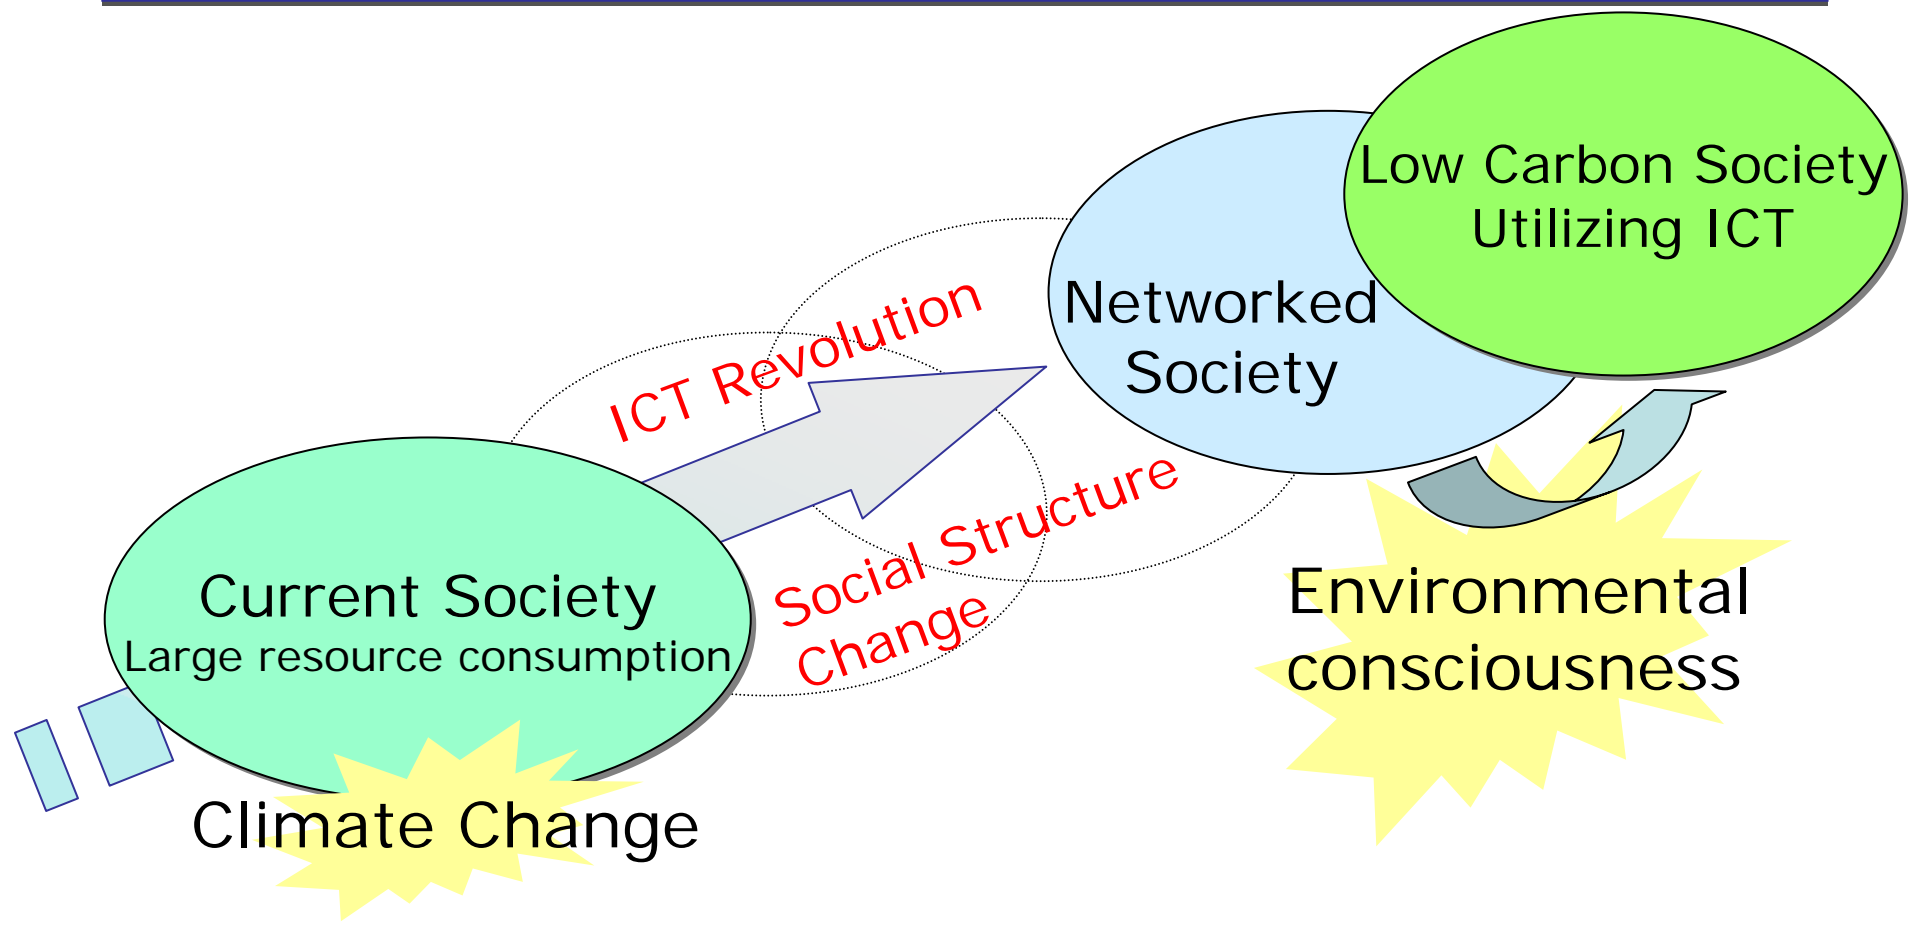 Low Carbon Society
Utilizing ICT
Networked
Society
ICT Revolution
Social Structure
Change
Current Society
Large resource consumption
Climate Change
Environmental
consciousness